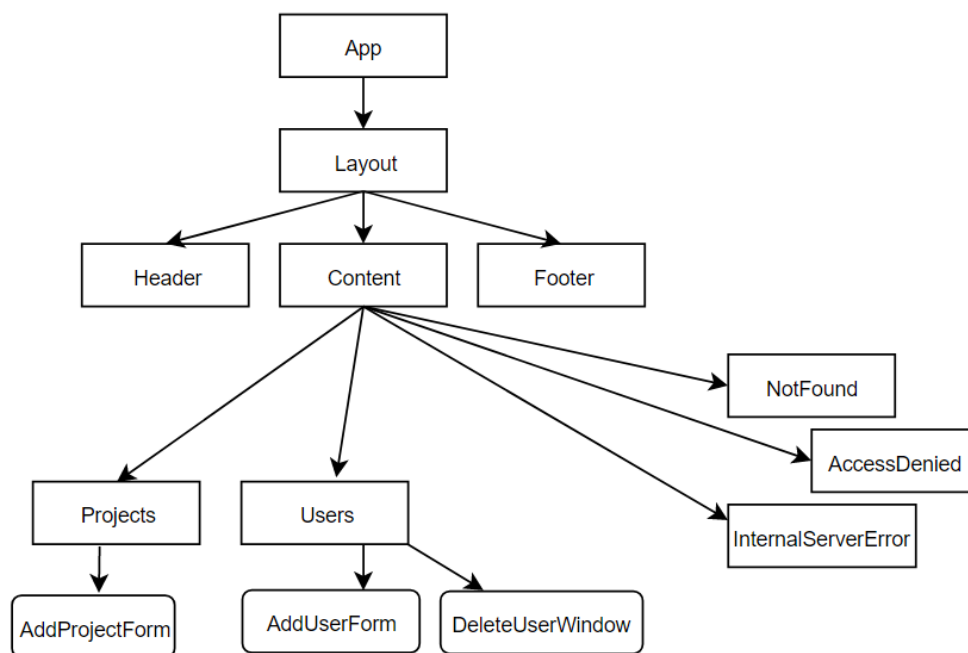 App
Layout
Header
Content
Footer
NotFound
AccessDenied
Projects
Users
InternalServerError
AddProjectForm
AddUserForm
DeleteUserWindow